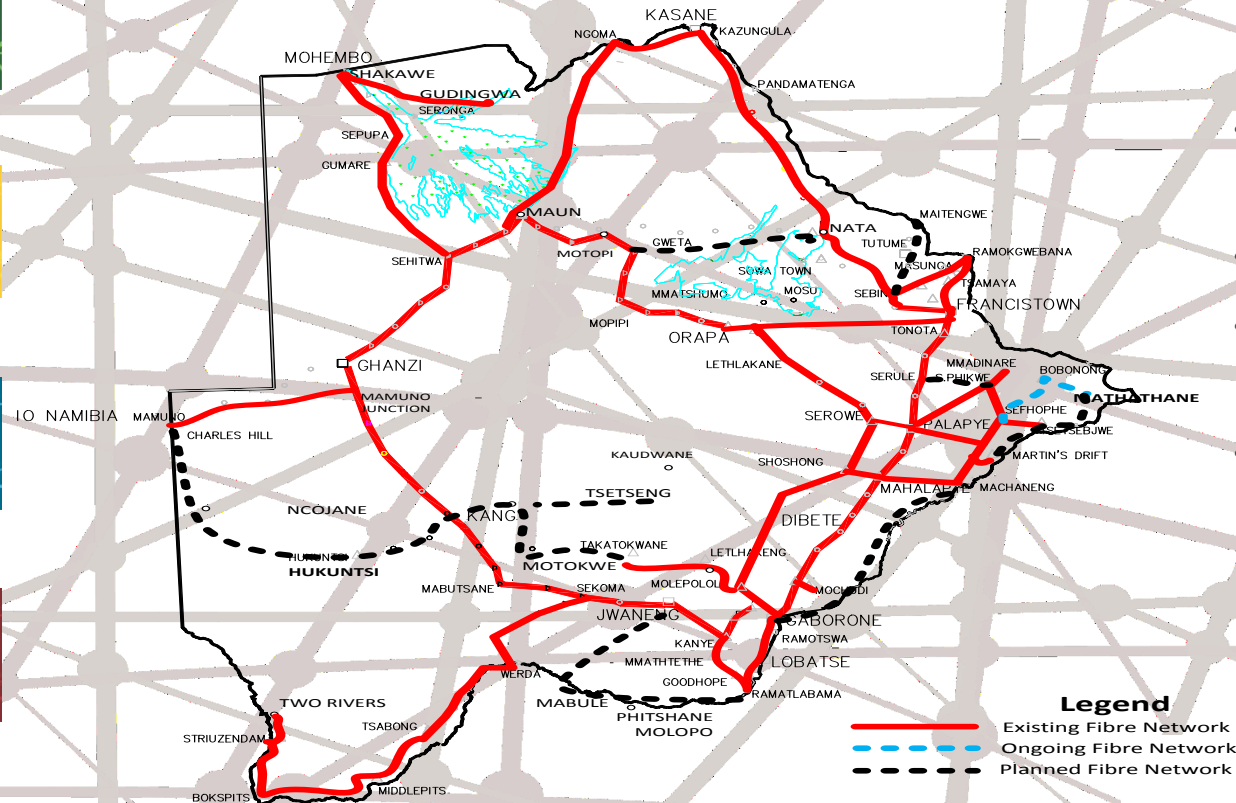 KASANE
NGOMA
KAZUNGULA
MOHEMBO
SHAKAWE
PANDAMATENGA
GUDINGWA
SERONGA
SEPUPA
GUMARE
MAUN
MAITENGWE
NATA
GWETA
TUTUME
MOTOPI
RAMOKGWEBANA
SEHITWA
MASUNGA
SOWA TOWN
TSAMAYA
MMATSHUMO
MOSU
SEBINA
FRANCISTOWN
MOPIPI
TONOTA
ORAPA
GHANZI
LETHLAKANE
MMADINARE
BOBONONG
SERULE
S.PHIKWE
MAMUNO
JUNCTION
MATHATHANE
IO NAMIBIA
MAMUNO
SEROWE
SEFHOPHE
PALAPYE
CHARLES HILL
TSETSEBJWE
KAUDWANE
MARTIN'S DRIFT
SHOSHONG
MAHALAPYE
MACHANENG
TSETSENG
NCOJANE
KANG
DIBETE
TAKATOKWANE
LETLHAKENG
HUKUNTSI
HUKUNTSI
MOTOKWE
MOLEPOLOLE
MABUTSANE
SEKOMA
MOCHUDI
JWANENG
GABORONE
KANYE
RAMOTSWA
MMATHTETHE
LOBATSE
WERDA
GOODHOPE
RAMATLABAMA
TWO RIVERS
MABULE
PHITSHANE
MOLOPO
TSABONG
STRIUZENDAM
MIDDLEPITS
BOKSPITS
Legend
Existing Fibre Network
Ongoing Fibre Network
Planned Fibre Network